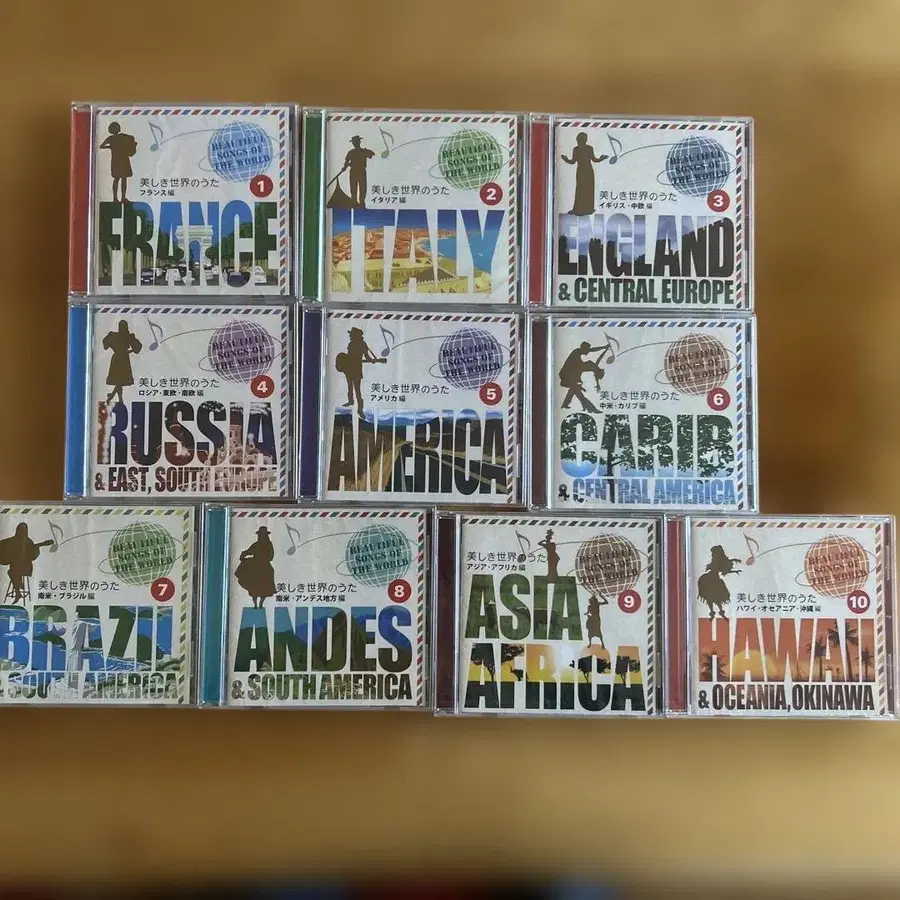 BEAUTIFUL
SONGS OF
THE WORLD
1
美しき世界のうた
フランス編
FRANCE
BEAUTIFUL
SONGS OF
THE WORLD
2
美しき世界のうた
イタリア編
ITALY
BEAUTIFUL
SONGS OF
THE WORLD
3
美しき世界のうた
イギリス・中欧編
ENGLAND
& CENTRAL EUROPE
BEAUTIFUL
SONGS OF
THE WORLD
4
美しき世界のうた
ロシア・東欧・南欧編
RUSSIA
& EAST, SOUTH EUROPE
BEAUTIFUL
SONGS OF
THE WORLD
5
美しき世界のうた
アメリカ編
AMERICA
BEAUTIFUL
SONGS OF
THE WORLD
6
美しき世界のうた
中米・カリブ編
CARIB
& CENTRAL AMERICA
BEAUTIFUL
SONGS OF
THE WORLD
7
美しき世界のうた
南米・ブラジル編
BRAZIL
& SOUTH AMERICA
BEAUTIFUL
SONGS OF
THE WORLD
8
美しき世界のうた
南米・アンデス地方編
ANDES
& SOUTH AMERICA
美しき世界のうた
アジア・アフリカ編
BEAUTIFUL
SONGS OF
THE WORLD
9
ASIA
AFRICA
BEAUTIFUL
SONGS OF
THE WORLD
10
美しき世界のうた
ハワイ・オセアニア・沖縄編
HAWAII
& OCEANIA, OKINAWA